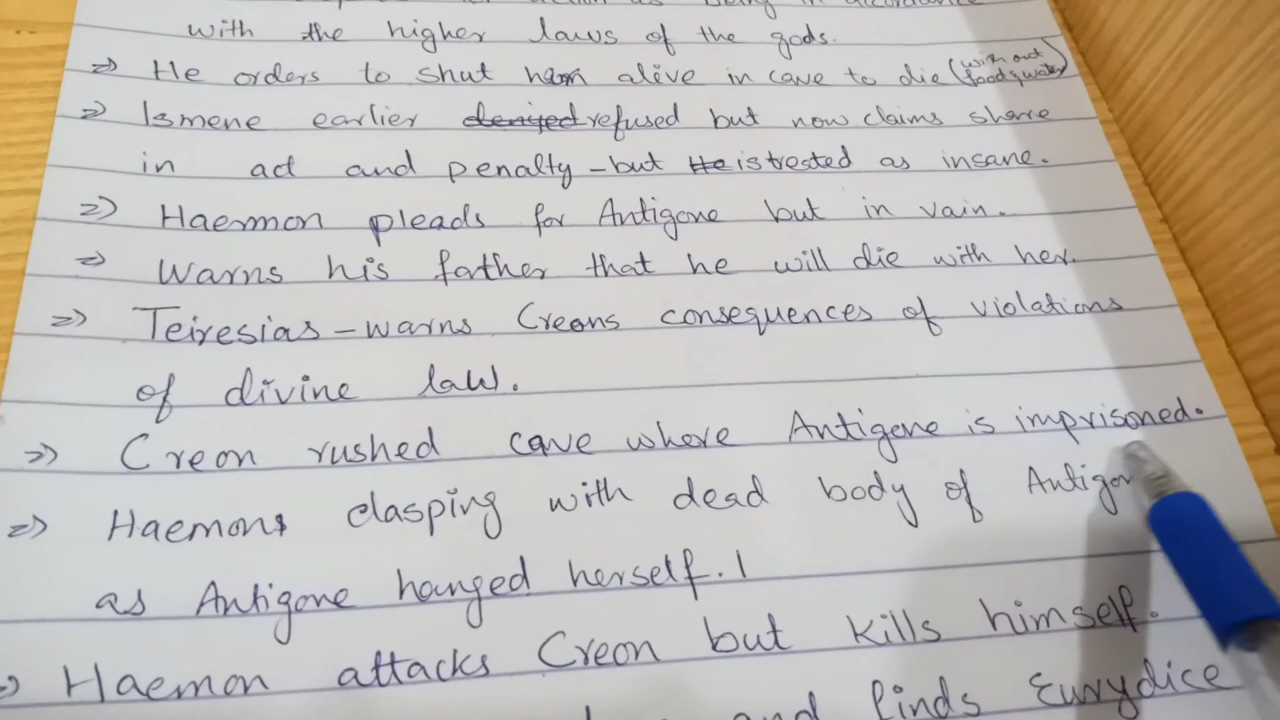 with the higher laws of the gods.
=> He orders to shut ham alive in cave to die (without food & water)
=> Ismene earlier denied refused but now claims share
in act and penalty - but He is treated as insane.
=> Haemon pleads for Antigone but in vain.
=> Warns his father that he will die with her.
=> Teiresias - warns Creons consequences of violations
of divine law.
=> Creon rushed cave where Antigone is imprisoned.
=> Haemons clasping with dead body of Antigon
as Antigone hanged herself. 1
=> Haemon attacks Creon but kills himself.
and finds Eurydice